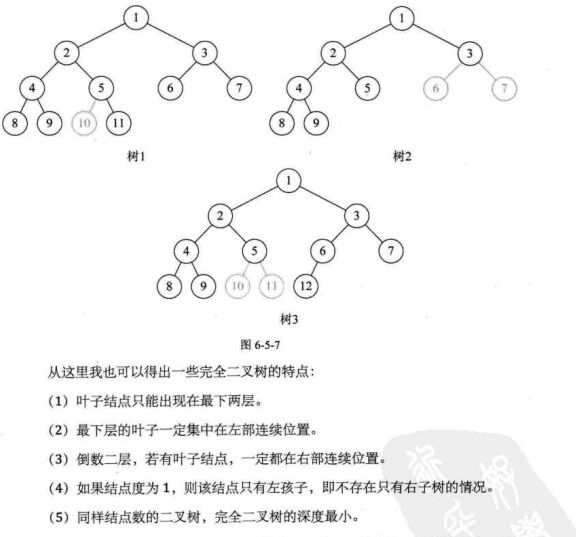 1
2 3
4 5 6 7
8 9 10 11
树1
1
2 3
4 5 6 7
8 9
树2
1
2 3
4 5 6 7
8 9 10 11 12
树3
图 6-5-7
从这里我也可以得出一些完全二叉树的特点：
（1）叶子结点只能出现在最下两层。
（2）最下层的叶子一定集中在左部连续位置。
（3）倒数二层，若有叶子结点，一定都在右部连续位置。
（4）如果结点度为 1，则该结点只有左孩子，即不存在只有右子树的情况。
（5）同样结点数的二叉树，完全二叉树的深度最小。